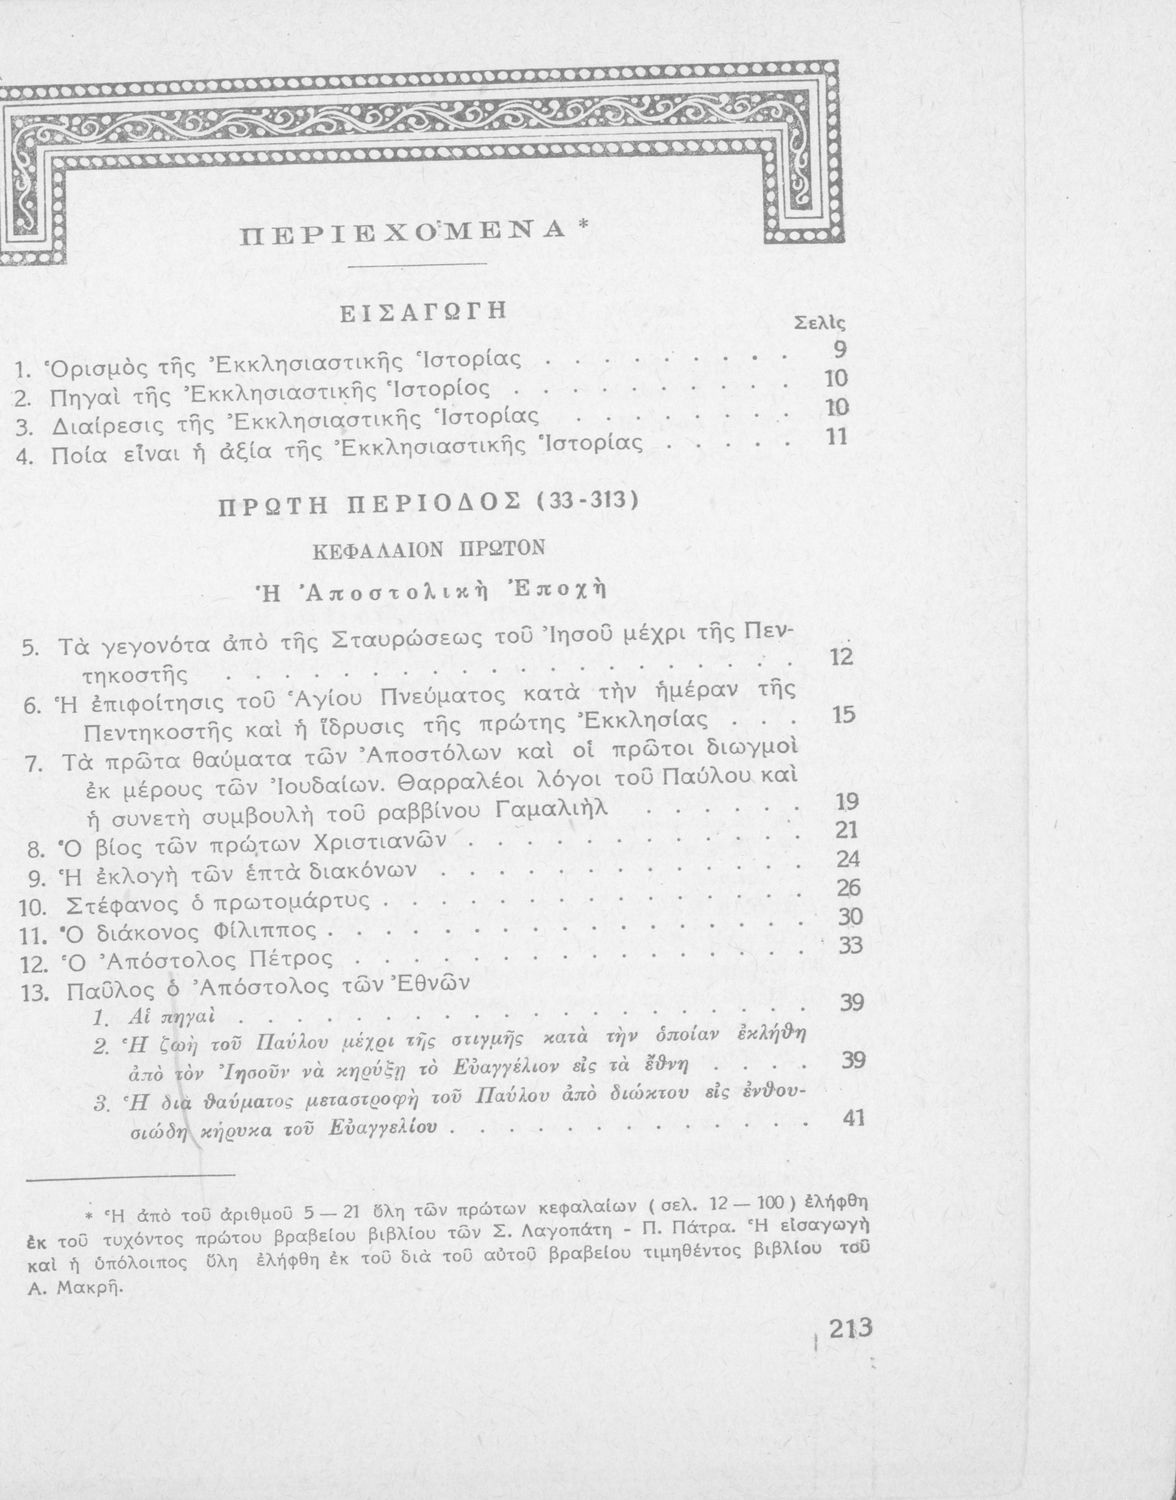 ΠΕΡΙΕΧΟΜΕΝΑ *
ΕΙΣΑΓΩΓΗ
Σελὶς
1. Ὁρισμὸς τῆς Ἐκκλησιαστικῆς Ἱστορίας . . . . . . . . . 9
2. Πηγαὶ τῆς Ἐκκλησιαστικῆς Ἱστορίος . . . . . . . . . . 10
3. Διαίρεσις τῆς Ἐκκλησιαστικῆς Ἱστορίας . . . . . . . . 10
4. Ποία εἶναι ἡ ἀξία τῆς Ἐκκλησιαστικῆς Ἱστορίας . . . . . 11
ΠΡΩΤΗ ΠΕΡΙΟΔΟΣ (33-313)
ΚΕΦΑΛΑΙΟΝ ΠΡΩΤΟΝ
Ἡ Ἀποστολικὴ Ἐποχὴ
5. Τὰ γεγονότα ἀπὸ τῆς Σταυρώσεως τοῦ Ἰησοῦ μέχρι τῆς Πεν-
τηκοστῆς . . . . . . . . . . . . . . . . . . . . 12
6. Ἡ ἐπιφοίτησις τοῦ Ἁγίου Πνεύματος κατὰ τὴν ἡμέραν τῆς
Πεντηκοστῆς καὶ ἡ ἵδρυσις τῆς πρώτης Ἐκκλησίας . . . 15
7. Τὰ πρῶτα θαύματα τῶν Ἀποστόλων καὶ οἱ πρῶτοι διωγμοὶ
ἐκ μέρους τῶν Ἰουδαίων. Θαρραλέοι λόγοι τοῦ Παύλου καὶ
ἡ συνετὴ συμβουλὴ τοῦ ραββίνου Γαμαλιὴλ . . . . . . 19
8. Ὁ βίος τῶν πρώτων Χριστιανῶν . . . . . . . . . . . . 21
9. Ἡ ἐκλογὴ τῶν ἑπτὰ διακόνων . . . . . . . . . . . . . 24
10. Στέφανος ὁ πρωτομάρτυς . . . . . . . . . . . . . . . 26
11. Ὁ διάκονος Φίλιππος . . . . . . . . . . . . . . . . . 30
12. Ὁ Ἀπόστολος Πέτρος . . . . . . . . . . . . . . . . 33
13. Παῦλος ὁ Ἀπόστολος τῶν Ἐθνῶν
1. Αἱ πηγαὶ . . . . . . . . . . . . . . . . . . . . 39
2. Ἡ ζωὴ τοῦ Παύλου μέχρι τῆς στιγμῆς κατὰ τὴν ὁποίαν ἐκλήθη
ἀπὸ τὸν Ἰησοῦν νὰ κηρύξῃ τὸ Εὐαγγέλιον εἰς τὰ ἔθνη . . . . 39
3. Ἡ διὰ θαύματος μεταστροφὴ τοῦ Παύλου ἀπὸ διώκτου εἰς ἐνθου-
σιώδη κήρυκα τοῦ Εὐαγγελίου . . . . . . . . . . . . . 41
* Ἡ ἀπὸ τοῦ ἀριθμοῦ 5 — 21 ὅλη τῶν πρώτων κεφαλαίων ( σελ. 12 — 100 ) ἐλήφθη
ἐκ τοῦ τυχόντος πρώτου βραβείου βιβλίου τῶν Σ. Λαγοπάτη - Π. Πάτρα. Ἡ εἰσαγωγὴ
καὶ ἡ ὑπόλοιπος ὕλη ἐλήφθη ἐκ τοῦ διὰ τοῦ αὐτοῦ βραβείου τιμηθέντος βιβλίου τοῦ
Α. Μακρῆ.
213